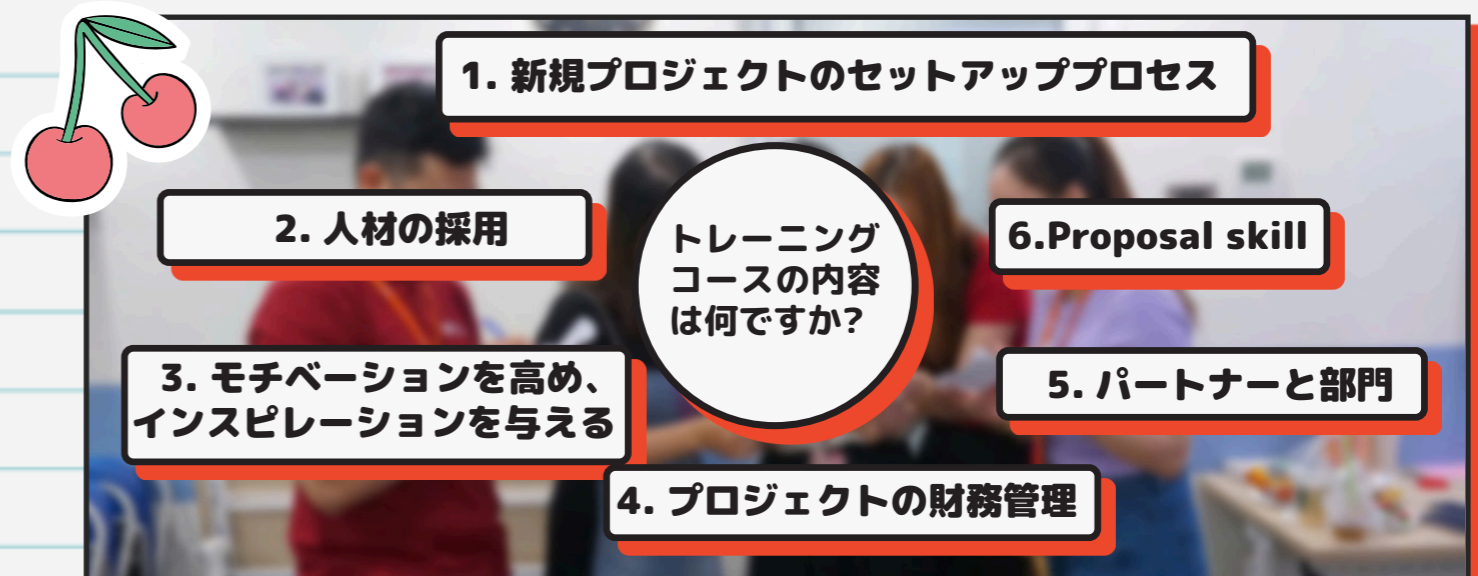 1. 新規プロジェクトのセットアッププロセス
2. 人材の採用
トレーニング
コースの内容
は何ですか?
6.Proposal skill
3. モチベーションを高め、
インスピレーションを与える
5. パートナーと部門
4. プロジェクトの財務管理